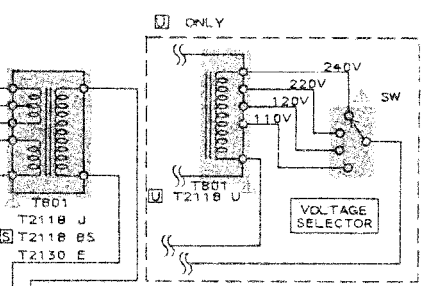 U ONLY
240V
220V
120V
110V
SW
T801
T2118 U
U
VOLTAGE
SELECTOR
T801
T2118 J
S T2118 BS
T2130 E